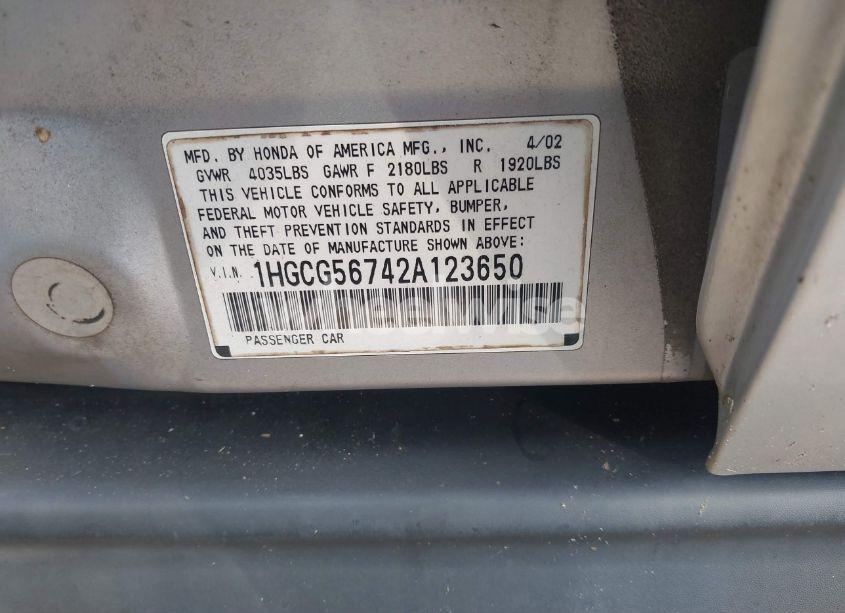 MFD. BY HONDA OF AMERICA MFG., INC. 4/02
GVWR 4035LBS GAWR F 2180LBS R 1920LBS
THIS VEHICLE CONFORMS TO ALL APPLICABLE
FEDERAL MOTOR VEHICLE SAFETY, BUMPER,
AND THEFT PREVENTION STANDARDS IN EFFECT
ON THE DATE OF MANUFACTURE SHOWN ABOVE:
V.I.N. 1HGCG56742A123650
PASSENGER CAR